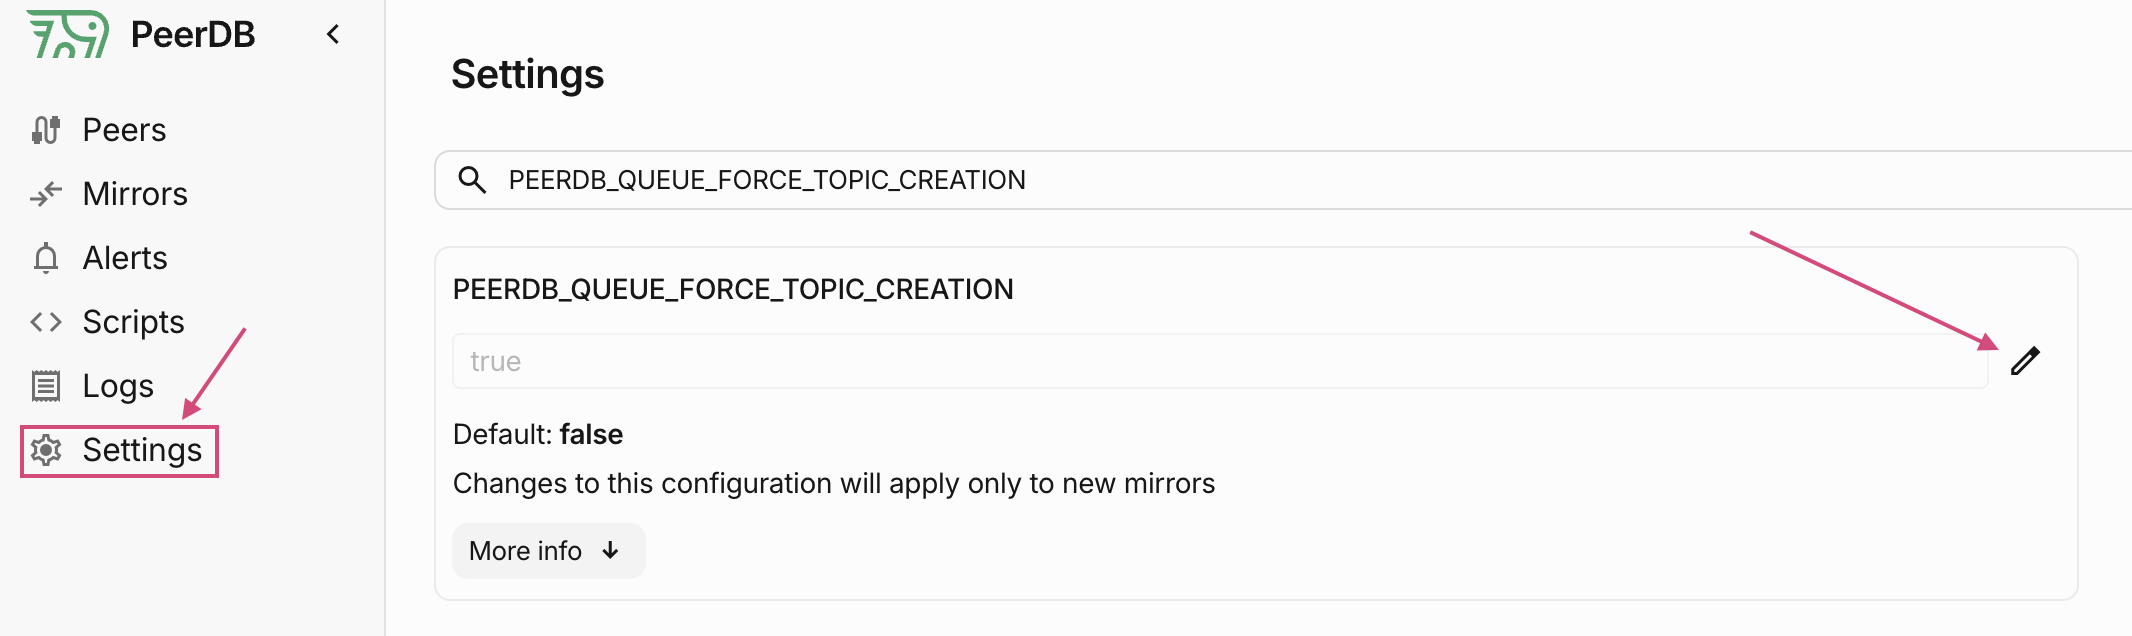 PeerDB
Peers
Mirrors
Alerts
Scripts
Logs
Settings
Settings
PEERDB_QUEUE_FORCE_TOPIC_CREATION
PEERDB_QUEUE_FORCE_TOPIC_CREATION
true
Default: false
Changes to this configuration will apply only to new mirrors
More info